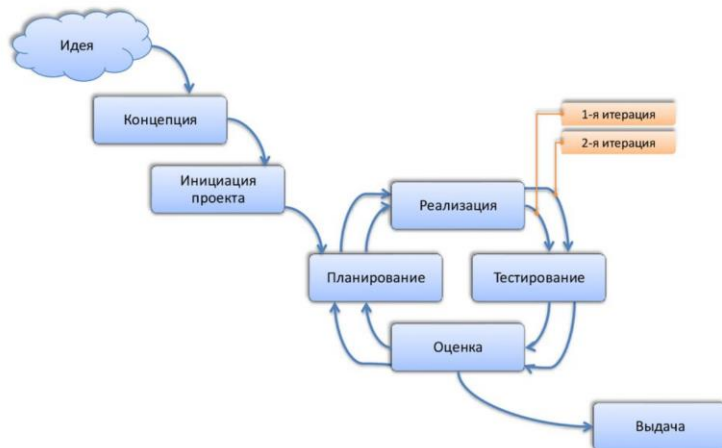 Идея
Концепция
1-я итерация
2-я итерация
Инициация
проекта
Реализация
Планирование
Тестирование
Оценка
Выдача